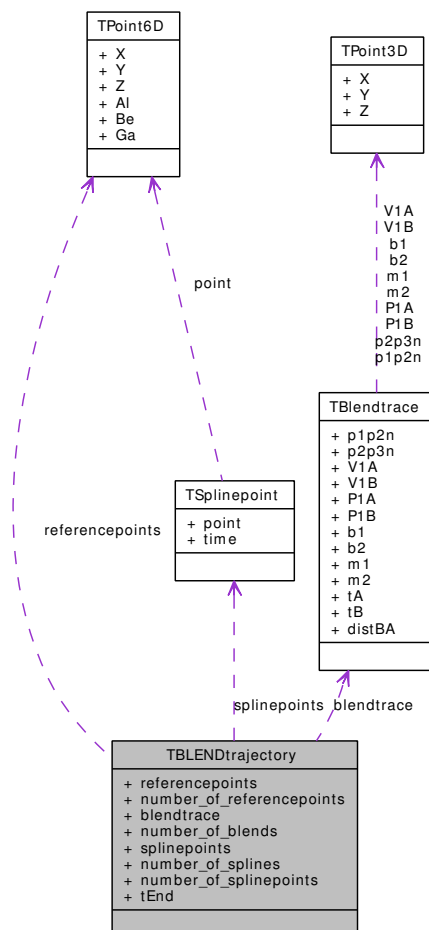 TPoint6D
+ X
+ Y
+ Z
+ Al
+ Be
+ Ga
TPoint3D
+ X
+ Y
+ Z
V1A
V1B
b1
b2
m1
m2
P1A
P1B
p2p3n
p1p2n
point
TBlendtrace
+ p1p2n
+ p2p3n
+ V1A
+ V1B
+ P1A
+ P1B
+ b1
+ b2
+ m1
+ m2
+ tA
+ tB
+ distBA
TSplinepoint
+ point
+ time
referencepoints
splinepoints
blendtrace
TBLENDtrajectory
+ referencepoints
+ number_of_referencepoints
+ blendtrace
+ number_of_blends
+ splinepoints
+ number_of_splines
+ number_of_splinepoints
+ tEnd